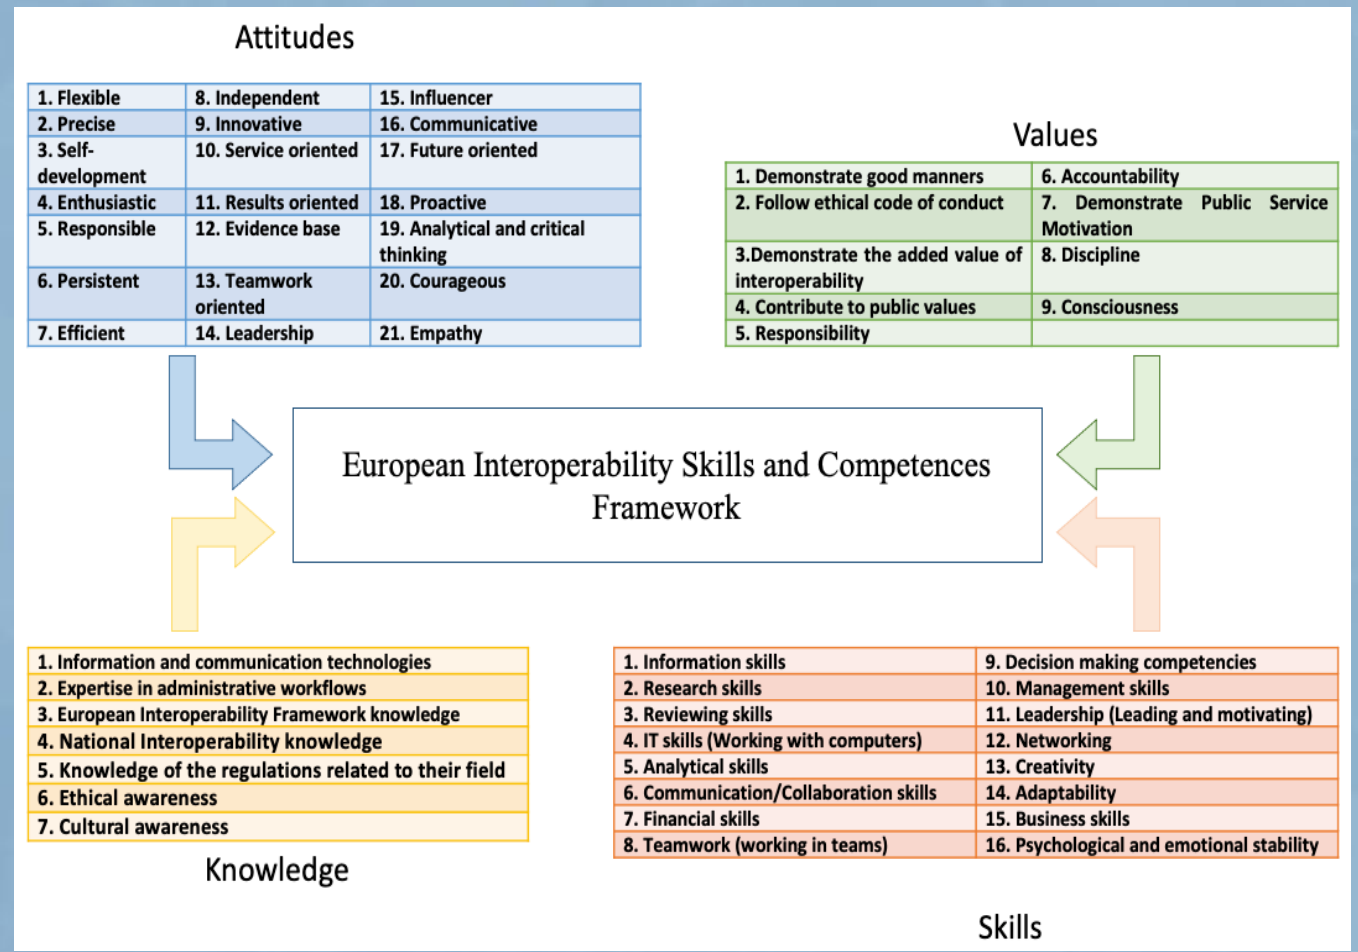 Attitudes
1. Flexible
8. Independent
15. Influencer
2. Precise
9. Innovative
16. Communicative
3. Self-
development
10. Service oriented
17. Future oriented
4. Enthusiastic
11. Results oriented
18. Proactive
5. Responsible
12. Evidence base
19. Analytical and critical
thinking
6. Persistent
13. Teamwork
oriented
20. Courageous
7. Efficient
14. Leadership
21. Empathy
Values
1. Demonstrate good manners
6. Accountability
2. Follow ethical code of conduct
7. Demonstrate Public Service
Motivation
3.Demonstrate the added value of
interoperability
8. Discipline
4. Contribute to public values
9. Consciousness
5. Responsibility
European Interoperability Skills and Competences
Framework
1. Information and communication technologies
2. Expertise in administrative workflows
3. European Interoperability Framework knowledge
4. National Interoperability knowledge
5. Knowledge of the regulations related to their field
6. Ethical awareness
7. Cultural awareness
Knowledge
1. Information skills
9. Decision making competencies
2. Research skills
10. Management skills
3. Reviewing skills
11. Leadership (Leading and motivating)
4. IT skills (Working with computers)
12. Networking
5. Analytical skills
13. Creativity
6. Communication/Collaboration skills
14. Adaptability
7. Financial skills
15. Business skills
8. Teamwork (working in teams)
16. Psychological and emotional stability
Skills